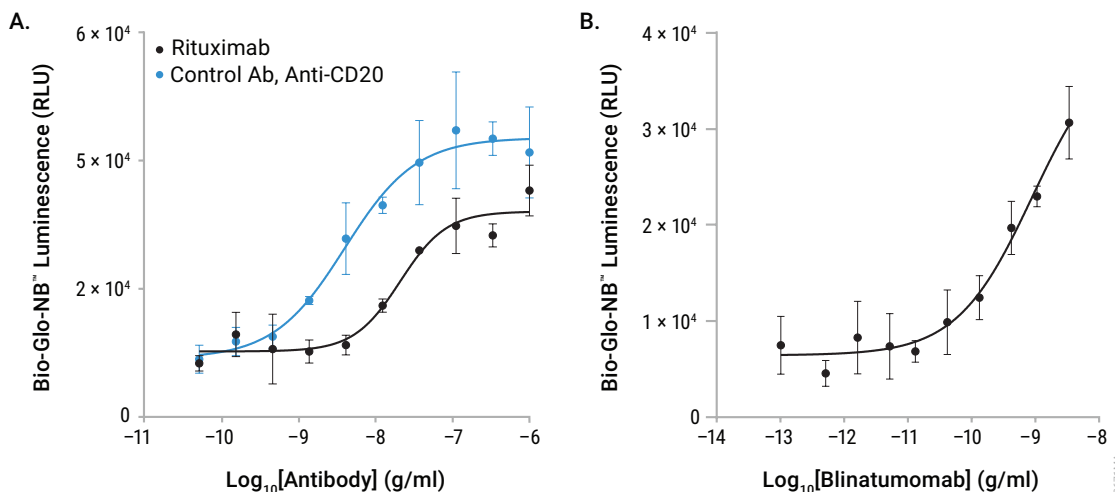 A.
6 × 10⁴
5 × 10⁴
2 × 10⁴
0
Bio-Glo-NB™ Luminescence (RLU)
Rituximab
Control Ab, Anti-CD20
–11 –10 –9 –8 –7 –6
Log₁₀[Antibody] (g/ml)
B.
4 × 10⁴
3 × 10⁴
2 × 10⁴
1 × 10⁴
0
Bio-Glo-NB™ Luminescence (RLU)
–14 –13 –12 –11 –10 –9 –8
Log₁₀[Blinatumomab] (g/ml)